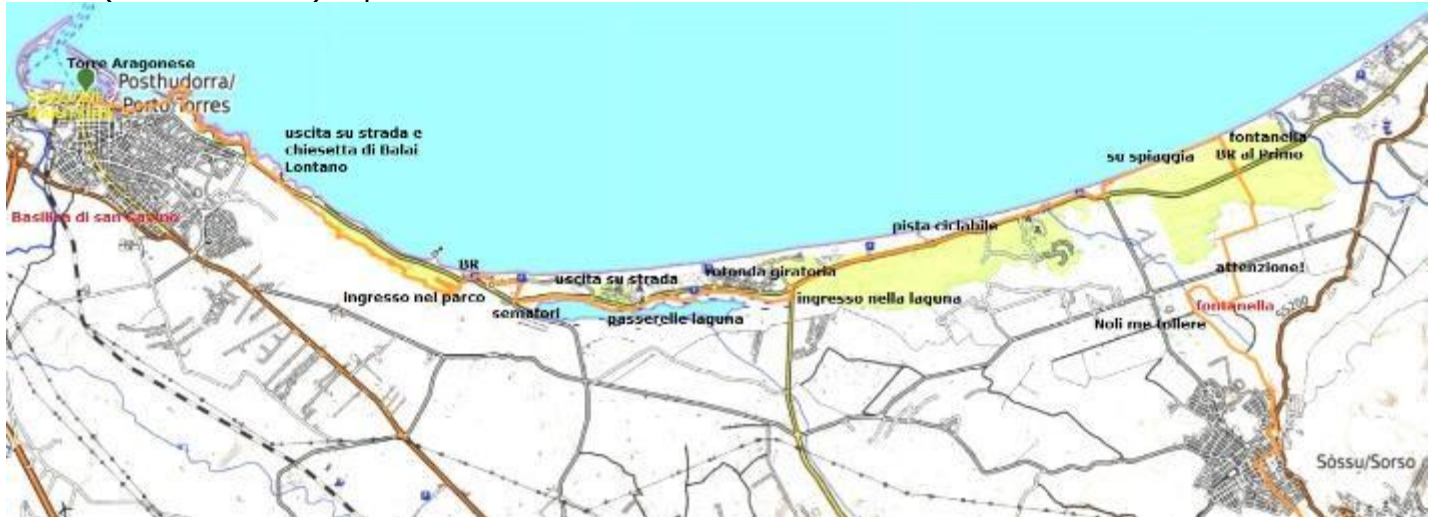 Torre Aragonese
Posthudorra/
Porto Torres
uscita su strada e
chiesetta di Balai
Lontano
Basilica di san Gavino
BR
ingresso nel parco
semafori
uscita su strada
passerelle laguna
rotonda giratoria
ingresso nella laguna
pista ciclabile
su spiaggia
fontanella
BR al Primo
attenzione!
fontanella
Noli me tollere
Sòssu/Sorso